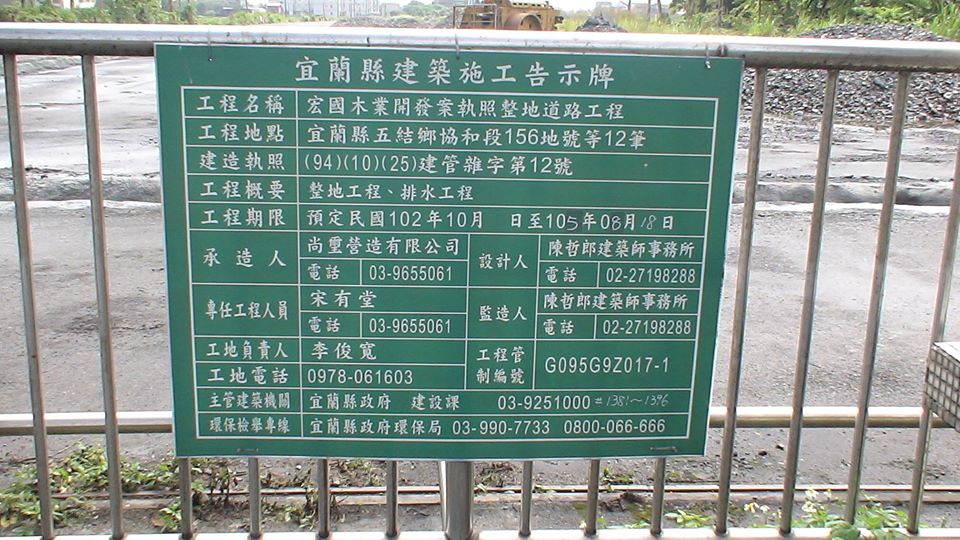 宜蘭縣建築施工告示牌
工程名稱 宏國木業開發案執照整地道路工程
工程地點 宜蘭縣五結鄉協和段156地號等12筆
建造執照 (94)(10)(25)建管雜字第12號
工程概要 整地工程、排水工程
工程期限 預定民國102年10月 日至105年08月18日
承造人 尚璽營造有限公司 設計人 陳哲郎建築師事務所
電話 03-9655061 電話 02-27198288
專任工程人員 宋有堂 監造人 陳哲郎建築師事務所
電話 03-9655061 電話 02-27198288
工地負責人 李俊寬 工程管制編號 G095G9Z017-1
工地電話 0978-061603
主管建築機關 宜蘭縣政府 建設課 03-9251000 #1381~1396
環保檢舉專線 宜蘭縣政府環保局 03-990-7733 0800-066-666